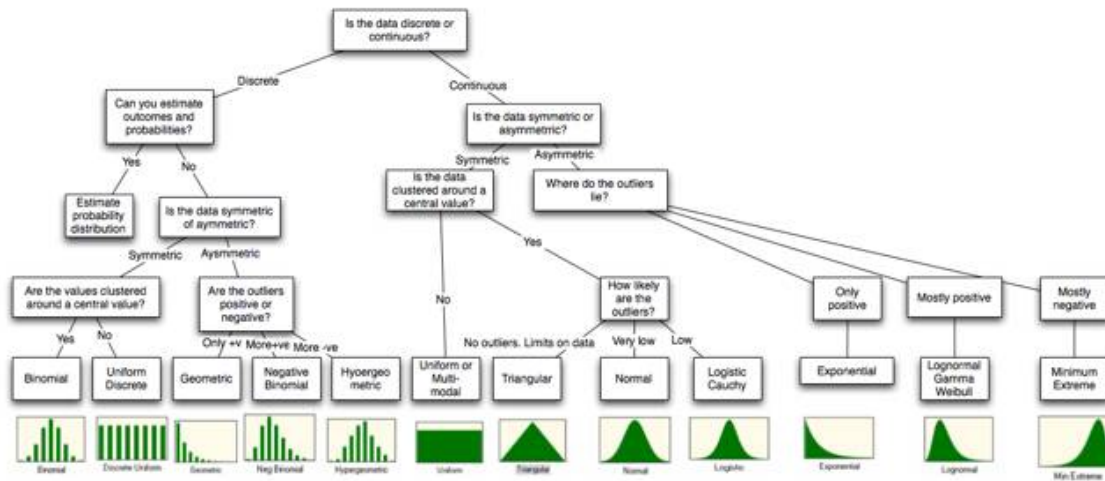 Is the data discrete or
continuous?
Discrete
Continuous
Can you estimate
outcomes and
probabilities?
Is the data symmetric or
asymmetrric?
Yes
No
Symmetric
Asymmetric
Is the data
clustered around a
central value?
Where do the outliers
lie?
Estimate
probability
distribution
Is the data symmetric
of aymmetric?
Symmetric
Aysmmetric
Yes
No
Are the values clustered
around a central value?
Are the outliers
positive or
negative?
How likely
are the
outliers?
Only
positive
Mostly positive
Mostly
negative
Yes
No
Only +v
More+ve
More -ve
No outliers. Limits on data
Very low
Low
Binomial
Uniform
Discrete
Geometric
Negative
Binomial
Hyoergeo
metric
Uniform or
Multi-
modal
Triangular
Normal
Logistic
Cauchy
Exponential
Lognormal
Gamma
Weibull
Minimum
Extreme
Binomial
Discrete Uniform
Geometric
Neg Binomial
Hypergeometric
Uniform
Triangular
Normal
Logistic
Exponential
Lognormal
Min Extreme